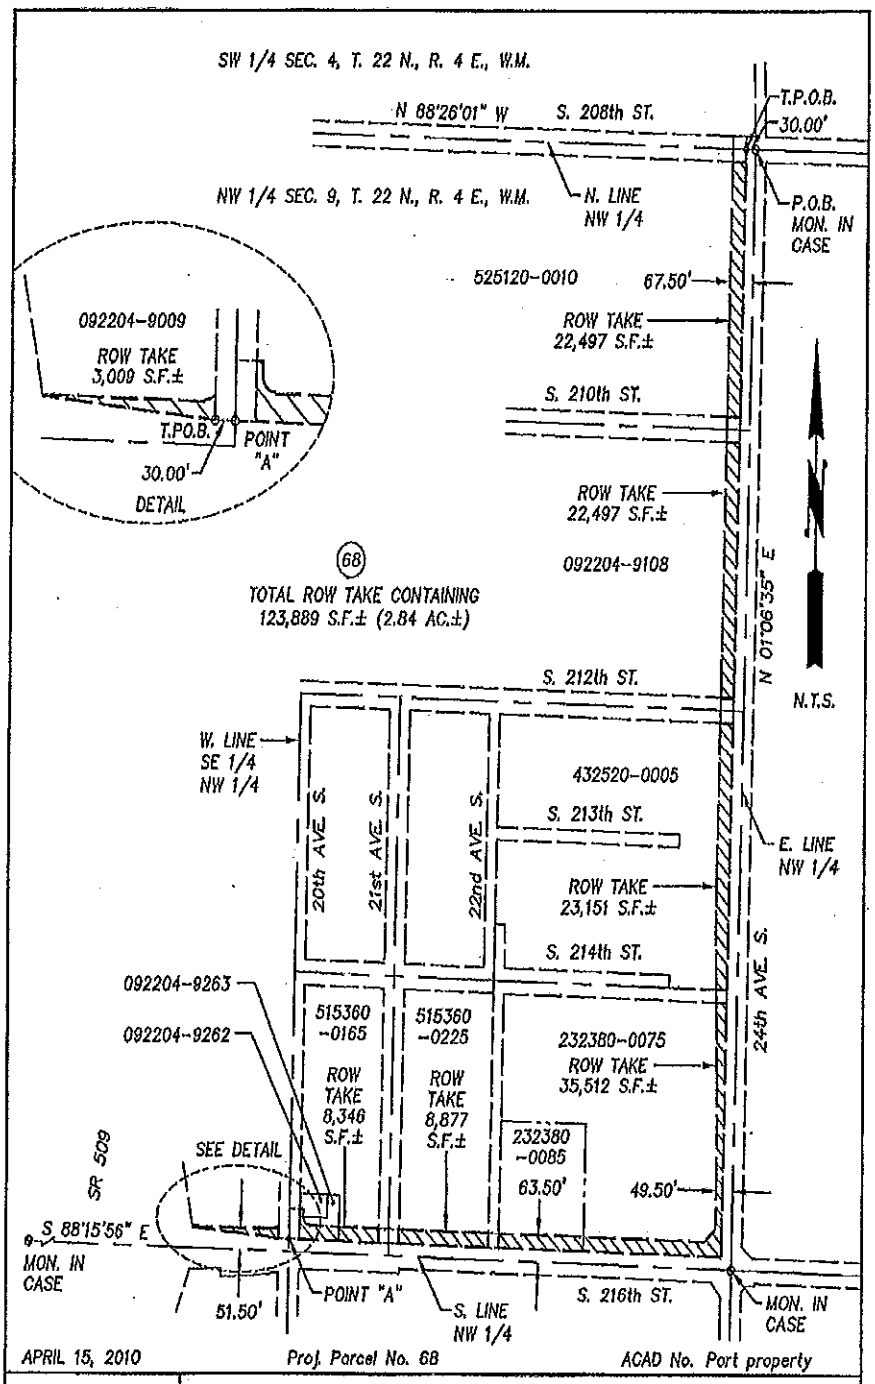 SW 1/4 SEC. 4, T. 22 N., R. 4 E., W.M.
N 88°26'01" W
S. 208th ST.
T.P.O.B.
30.00'
NW 1/4 SEC. 9, T. 22 N., R. 4 E., W.M.
N. LINE
NW 1/4
P.O.B.
MON. IN
CASE
525120-0010
67.50'
092204-9009
ROW TAKE
3,009 S.F.±
ROW TAKE
22,497 S.F.±
S. 210th ST.
T.P.O.B.
POINT
"A"
30.00'
DETAIL
ROW TAKE
22,497 S.F.±
N
68
092204-9108
TOTAL ROW TAKE CONTAINING
123,889 S.F.± (2.84 AC.±)
N 01°06'35" E
S. 212th ST.
N.T.S.
W. LINE
SE 1/4
NW 1/4
432520-0005
20th AVE. S.
21st AVE. S.
22nd AVE. S.
S. 213th ST.
E. LINE
NW 1/4
ROW TAKE
23,151 S.F.±
S. 214th ST.
24th AVE. S.
092204-9263
092204-9262
515360
-0165
515360
-0225
232380-0075
ROW TAKE
35,512 S.F.±
ROW
TAKE
8,346
S.F.±
ROW
TAKE
8,877
S.F.±
SR 509
SEE DETAIL
232380
-0085
63.50'
49.50'
S 88°15'56" E
MON. IN
CASE
51.50'
POINT "A"
S. LINE
NW 1/4
S. 216th ST.
MON. IN
CASE
APRIL 15, 2010
Proj. Parcel No. 68
ACAD No. Port property